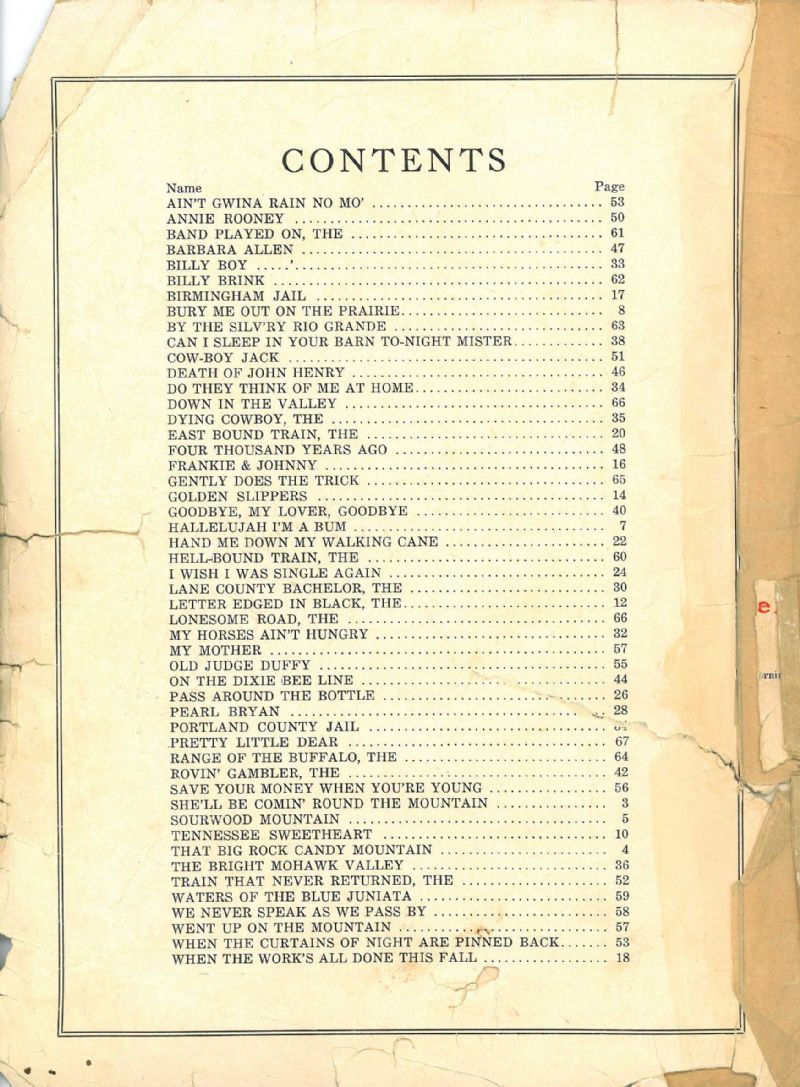 CONTENTS
Name Page
AIN'T GWINA RAIN NO MO' ................................ 53
ANNIE ROONEY ........................................... 50
BAND PLAYED ON, THE ................................... 61
BARBARA ALLEN .......................................... 47
BILLY BOY .....'........................................... 33
BILLY BRINK .............................................. 62
BIRMINGHAM JAIL ........................................ 17
BURY ME OUT ON THE PRAIRIE............................ 8
BY THE SILV'RY RIO GRANDE ............................. 63
CAN I SLEEP IN YOUR BARN TO-NIGHT MISTER............ 38
COW-BOY JACK ............................................ 51
DEATH OF JOHN HENRY ................................... 46
DO THEY THINK OF ME AT HOME.......................... 34
DOWN IN THE VALLEY .................................... 66
DYING COWBOY, THE ...................................... 35
EAST BOUND TRAIN, THE ................................. 20
FOUR THOUSAND YEARS AGO ............................. 48
FRANKIE & JOHNNY ....................................... 16
GENTLY DOES THE TRICK ................................. 65
GOLDEN SLIPPERS ........................................ 14
GOODBYE, MY LOVER, GOODBYE .......................... 40
HALLELUJAH I'M A BUM ................................... 7
HAND ME DOWN MY WALKING CANE ...................... 22
HELL-BOUND TRAIN, THE ................................. 60
I WISH I WAS SINGLE AGAIN .............................. 24
LANE COUNTY BACHELOR, THE ........................... 30
LETTER EDGED IN BLACK, THE............................ 12
LONESOME ROAD, THE .................................... 66
MY HORSES AIN'T HUNGRY ................................ 32
MY MOTHER ............................................... 57
OLD JUDGE DUFFY ........................................ 55
ON THE DIXIE BEE LINE .................................. 44
PASS AROUND THE BOTTLE ............................... 26
PEARL BRYAN ............................................ 28
PORTLAND COUNTY JAIL .................................
PRETTY LITTLE DEAR .................................... 67
RANGE OF THE BUFFALO, THE ............................ 64
ROVIN' GAMBLER, THE .................................... 42
SAVE YOUR MONEY WHEN YOU'RE YOUNG ................ 56
SHE'LL BE COMIN' ROUND THE MOUNTAIN ............... 3
SOURWOOD MOUNTAIN .................................... 5
TENNESSEE SWEETHEART ............................... 10
THAT BIG ROCK CANDY MOUNTAIN ....................... 4
THE BRIGHT MOHAWK VALLEY ........................... 36
TRAIN THAT NEVER RETURNED, THE .................... 52
WATERS OF THE BLUE JUNIATA .......................... 59
WE NEVER SPEAK AS WE PASS BY ........................ 58
WENT UP ON THE MOUNTAIN ............................. 57
WHEN THE CURTAINS OF NIGHT ARE PINNED BACK....... 53
WHEN THE WORK'S ALL DONE THIS FALL ................. 18